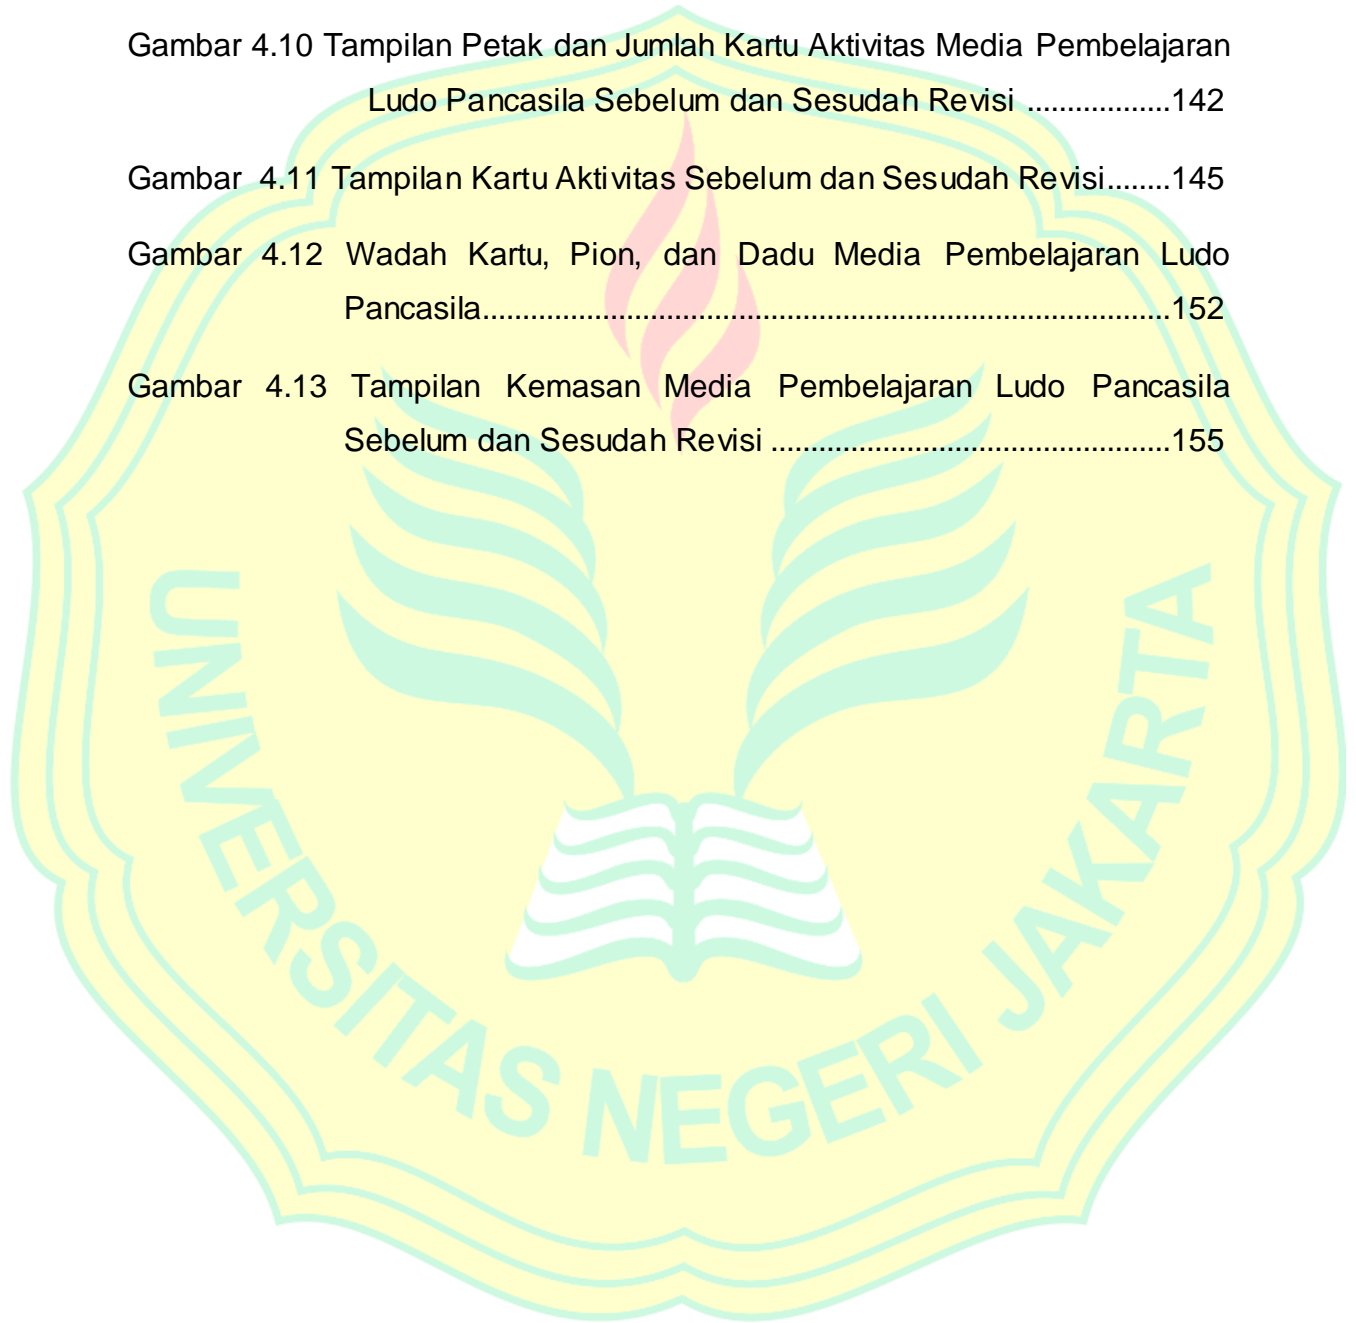 Gambar 4.10 Tampilan Petak dan Jumlah Kartu Aktivitas Media Pembelajaran
Ludo Pancasila Sebelum dan Sesudah Revisi ..................142
Gambar 4.11 Tampilan Kartu Aktivitas Sebelum dan Sesudah Revisi........145
Gambar 4.12 Wadah Kartu, Pion, dan Dadu Media Pembelajaran Ludo
Pancasila.....................................................................................152
Gambar 4.13 Tampilan Kemasan Media Pembelajaran Ludo Pancasila
Sebelum dan Sesudah Revisi .................................................155
UNIVERSITAS NEGERI JAKARTA